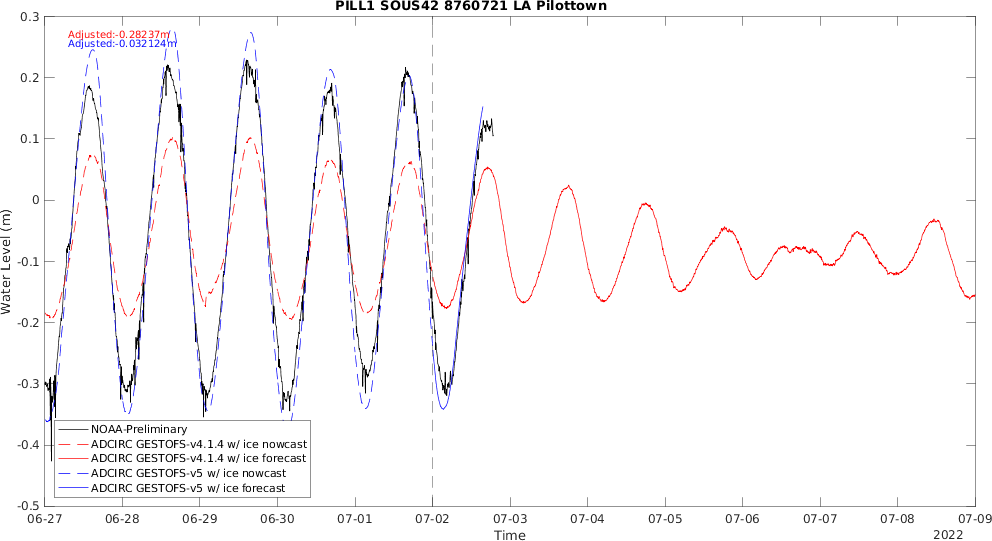 PILL1 SOUS42 8760721 LA Pilottown
Adjusted:-0.28237m
Adjusted:-0.032124m
0.3
0.2
0.1
0
-0.1
-0.2
-0.3
-0.4
-0.5
Water Level (m)
NOAA-Preliminary
ADCIRC GESTOFS-v4.1.4 w/ ice nowcast
ADCIRC GESTOFS-v4.1.4 w/ ice forecast
ADCIRC GESTOFS-v5 w/ ice nowcast
ADCIRC GESTOFS-v5 w/ ice forecast
06-27 06-28 06-29 06-30 07-01 07-02 07-03 07-04 07-05 07-06 07-07 07-08 07-09
Time
2022